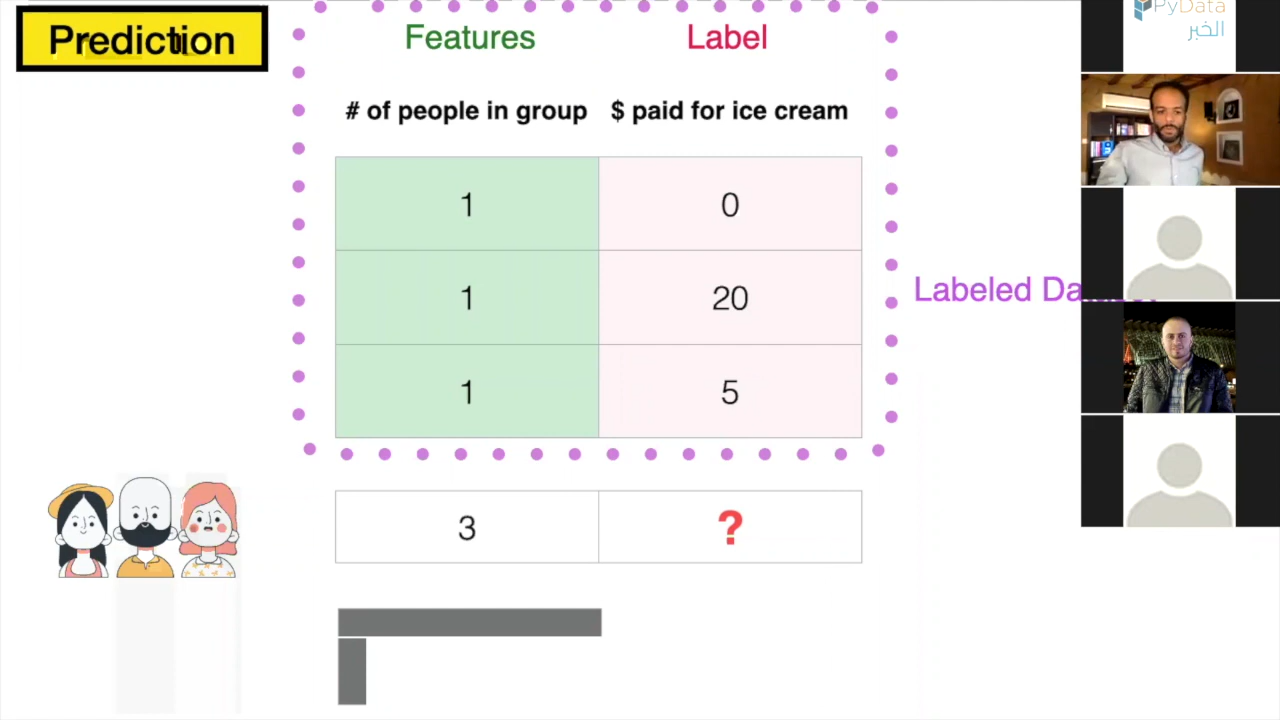 Prediction
Features
Label
# of people in group
$ paid for ice cream
1
0
1
20
1
5
Labeled
3
?
PyData
الخبر